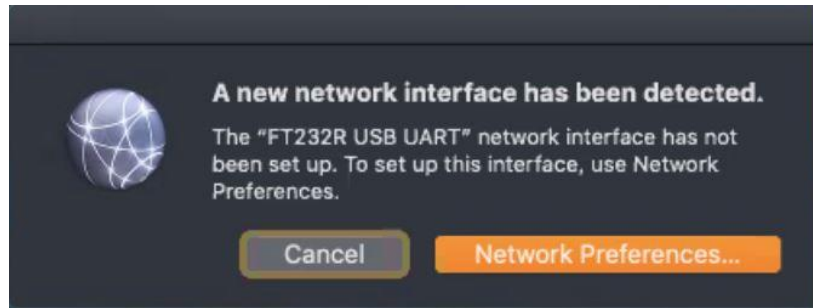 A new network interface has been detected.
The “FT232R USB UART” network interface has not
been set up. To set up this interface, use Network
Preferences.
Cancel
Network Preferences...